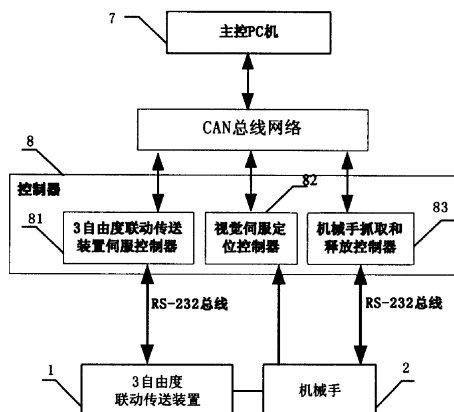 7
主控PC机
CAN总线网络
8
控制器
82
81
83
3自由度联动传送
装置伺服控制器
视觉伺服定
位控制器
机械手抓取和
释放控制器
RS-232总线
RS-232总线
1
3自由度
联动传送装置
机械手
2